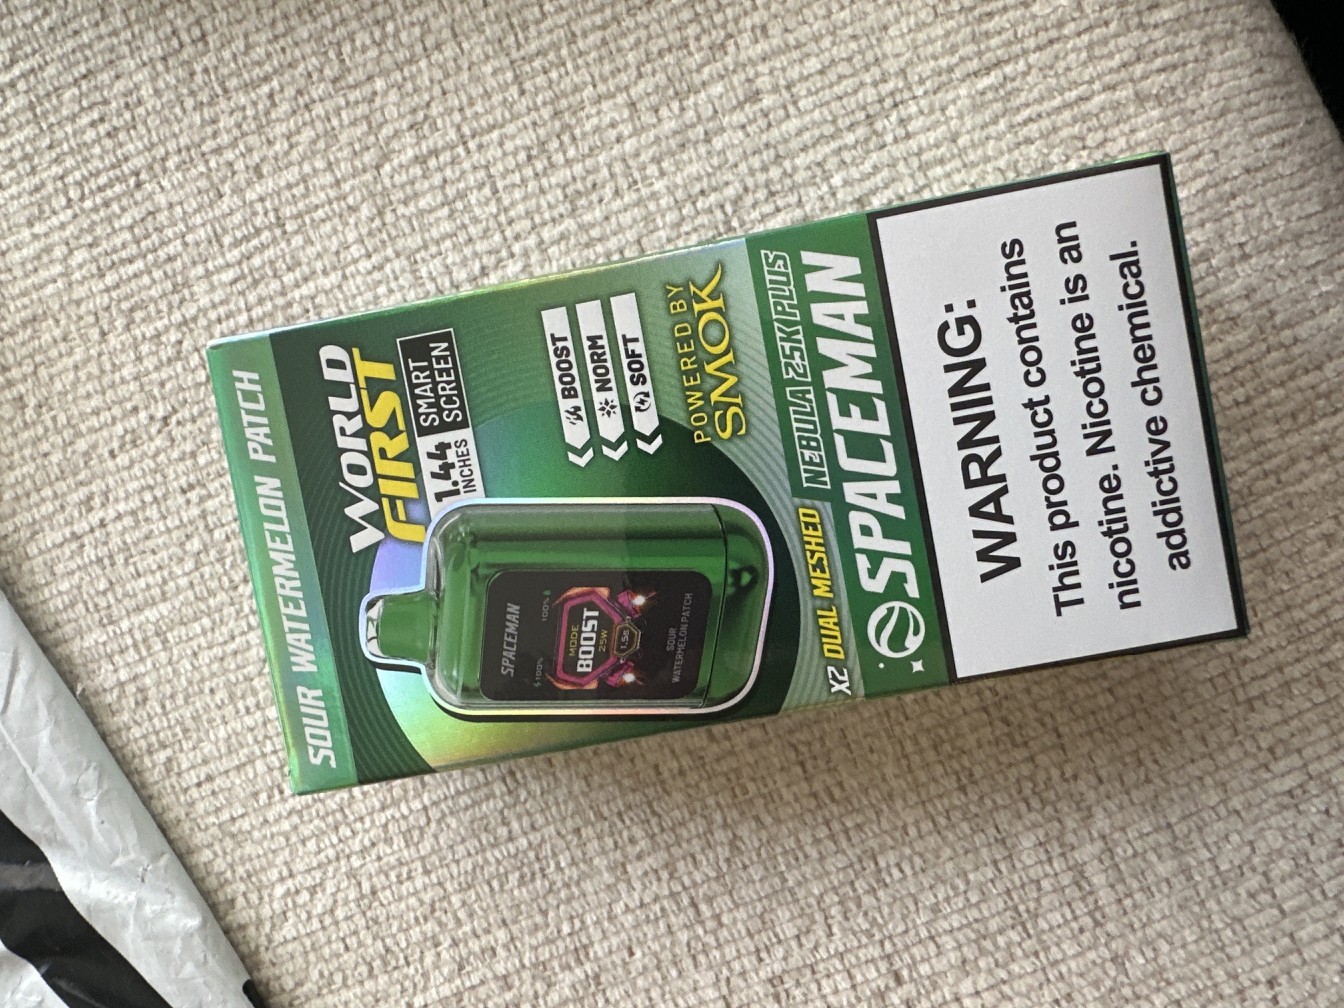 SOUR WATERMELON PATCH
WORLD
FIRST
1.44
INCHES
SMART
SCREEN
BOOST
NORM
SOFT
POWERED BY
SMOK
SPACEMAN
100%
100%
MODE
BOOST
25W
SOUR
WATERMELON PATCH
X2 DUAL MESHED
NEBULA 25K PLUS
SPACEMAN
WARNING:
This product contains
nicotine. Nicotine is an
addictive chemical.